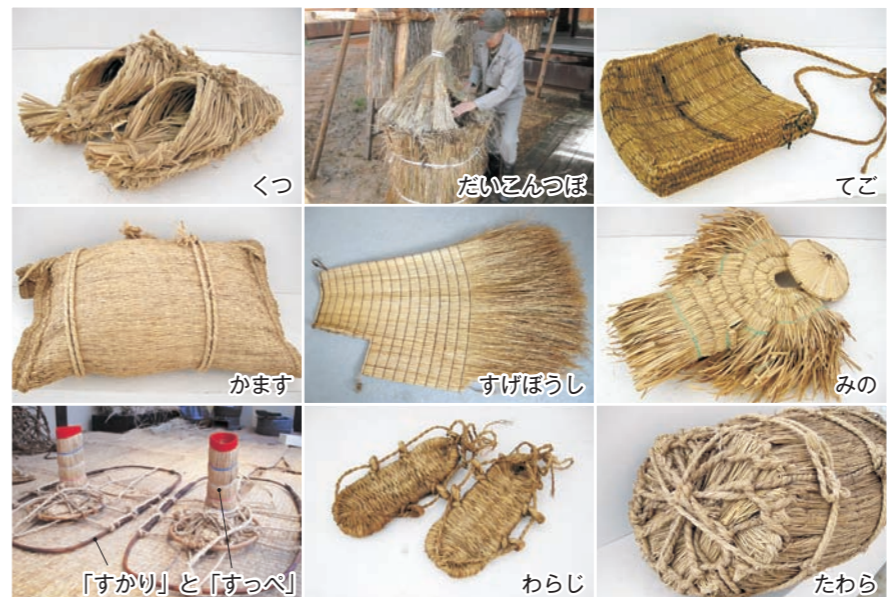 くつ
だいこんつぼ
てご
かます
すげぼうし
みの
「すかり」と「すっぺ」
わらじ
たわら